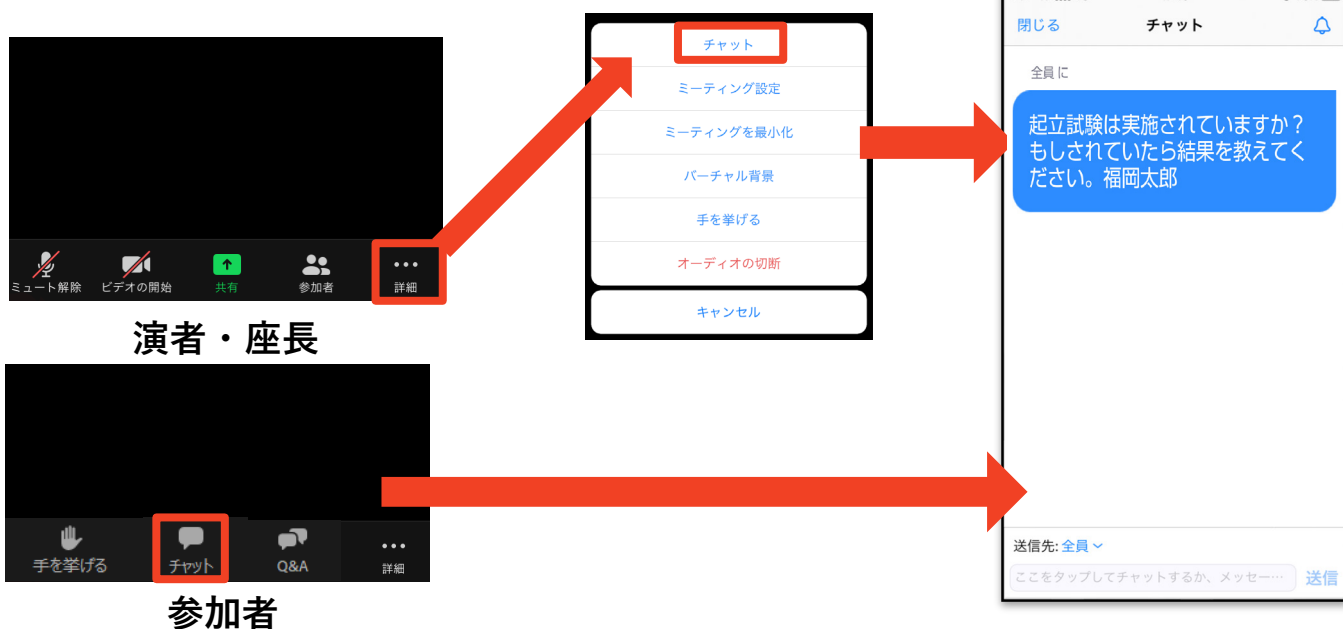 ミュート解除
ビデオの開始
共有
参加者
詳細
演者・座長
チャット
ミーティング設定
ミーティングを最小化
バーチャル背景
手を挙げる
オーディオの切断
キャンセル
手を挙げる
チャット
Q&A
詳細
参加者
閉じる
チャット
全員に
起立試験は実施されていますか？
もしされていたら結果を教えてく
ださい。福岡太郎
送信先: 全員
ここをタップしてチャットするか、メッセー…
送信